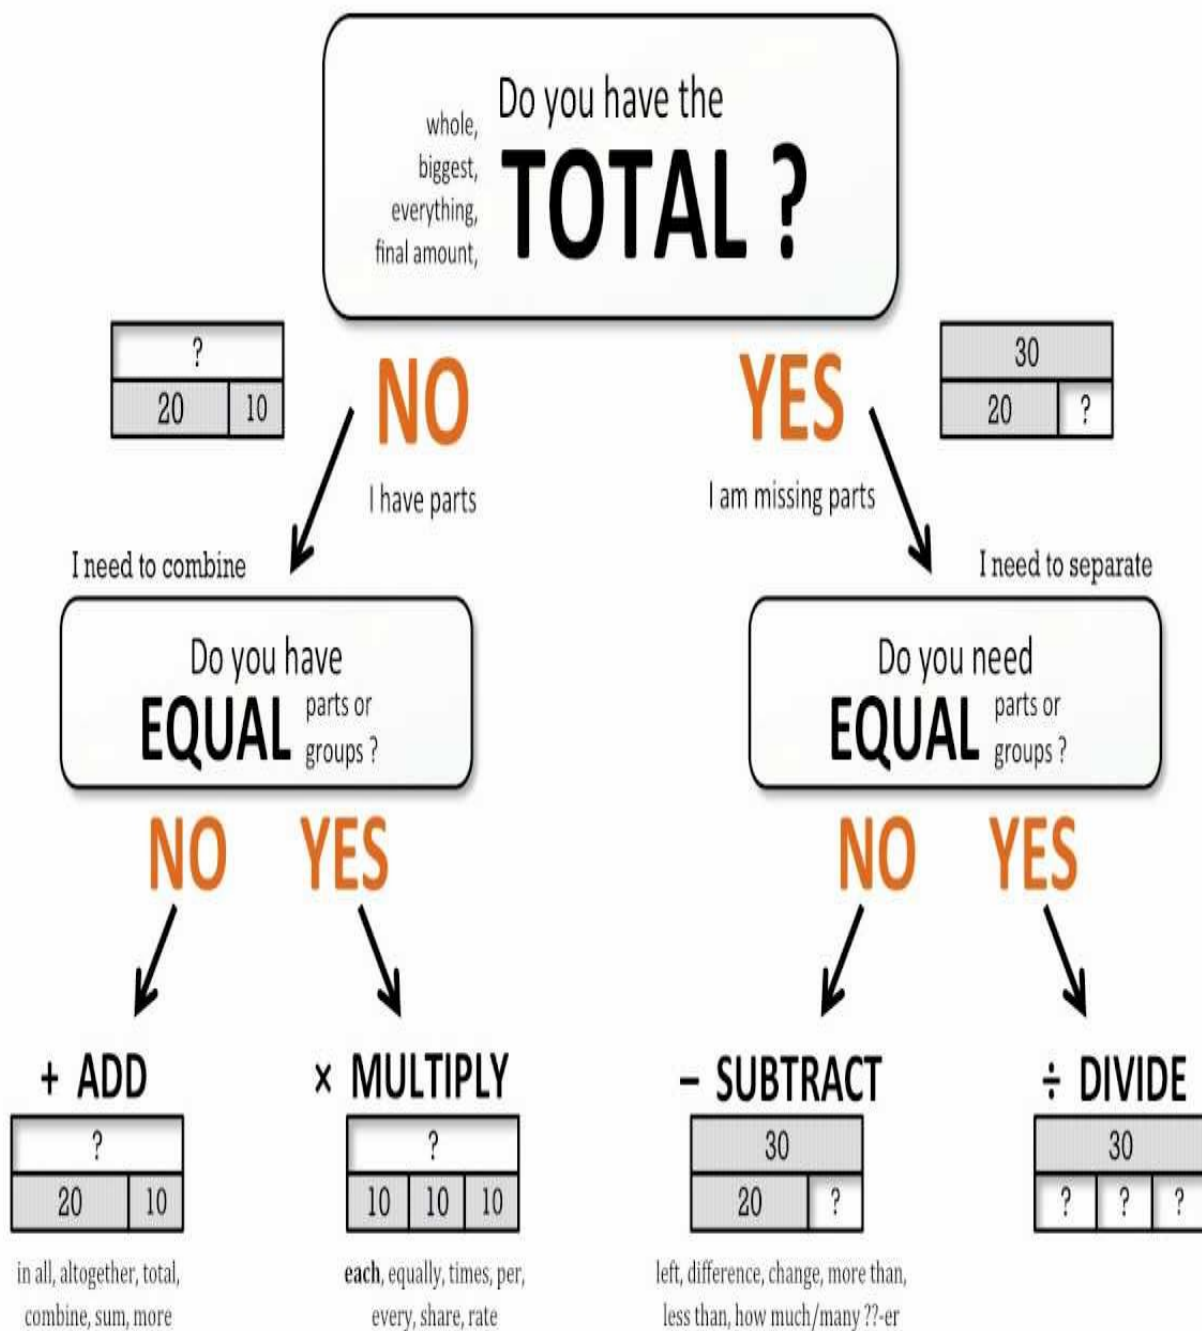 Do you have the
whole,
biggest,
everything,
final amount,
TOTAL ?
?
20 10
NO
I have parts
YES
I am missing parts
30
20 ?
I need to combine
I need to separate
Do you have
EQUAL parts or
groups ?
Do you need
EQUAL parts or
groups ?
NO YES
NO YES
+ ADD
?
20 10
in all, altogether, total,
combine, sum, more
× MULTIPLY
?
10 10 10
each, equally, times, per,
every, share, rate
– SUBTRACT
30
20 ?
left, difference, change, more than,
less than, how much/many ??-er
÷ DIVIDE
30
? ? ?